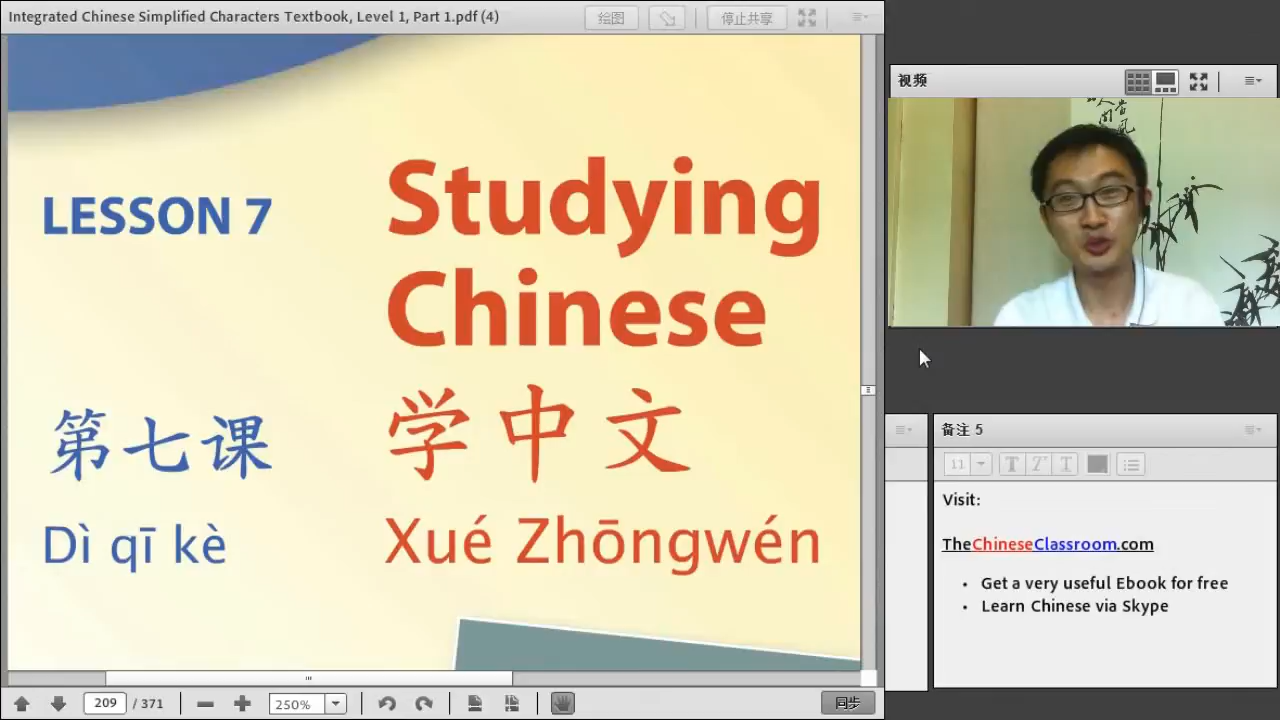 Integrated Chinese Simplified Characters Textbook, Level 1, Part 1.pdf (4)
绘图
停止共享
LESSON 7
Studying
Chinese
第七课
学中文
Dì qī kè
Xué Zhōngwén
209 / 371
250%
同步
视频
备注 5
11
T T T
Visit:
TheChineseClassroom.com
• Get a very useful Ebook for free
• Learn Chinese via Skype